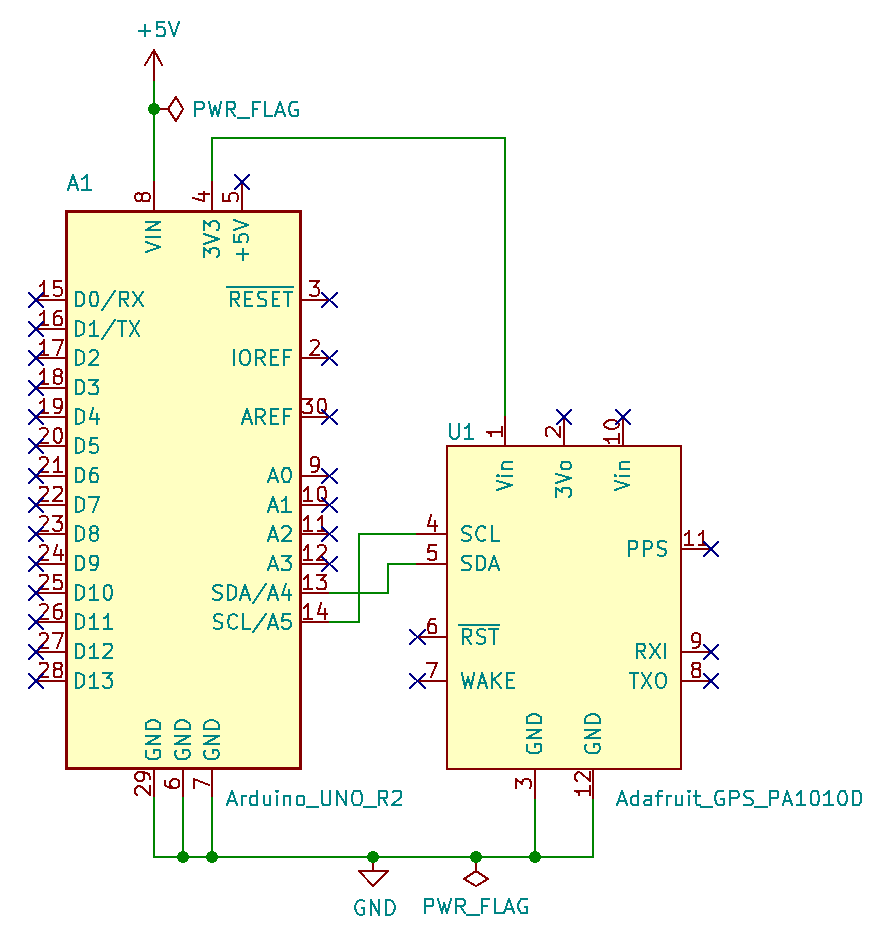 +5V
PWR_FLAG
A1
8
4
5
VIN
3V3
+5V
15
D0/RX
RESET
3
16
D1/TX
17
D2
IOREF
2
18
D3
19
D4
AREF
30
20
D5
21
D6
A0
9
22
D7
A1
10
23
D8
A2
11
24
D9
A3
12
25
D10
SDA/A4
13
26
D11
SCL/A5
14
27
D12
28
D13
GND
GND
GND
29
6
7
Arduino_UNO_R2
U1
1
2
10
Vin
3Vo
Vin
4
SCL
5
SDA
PPS
11
6
RST
RXI
9
7
WAKE
TXO
8
GND
GND
3
12
Adafruit_GPS_PA1010D
GND
PWR_FLAG